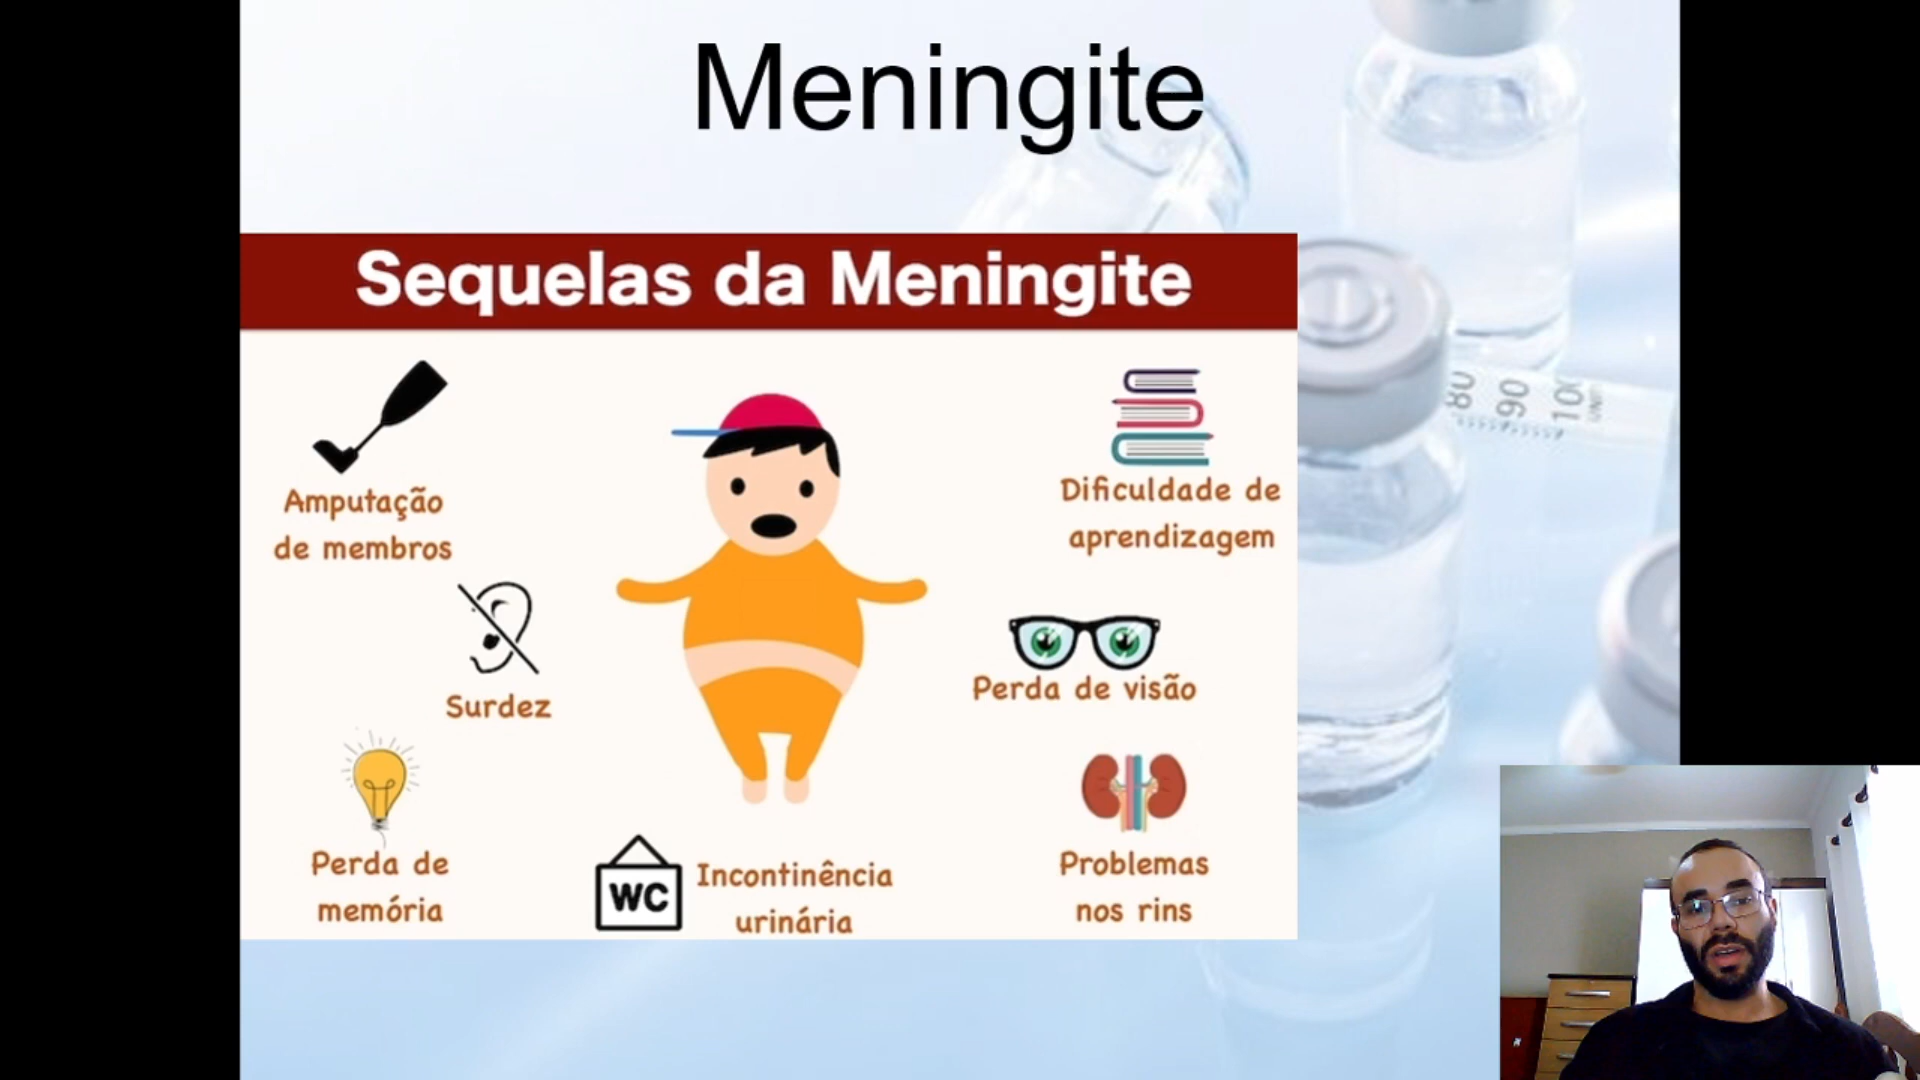 Meningite
Sequelas da Meningite
Amputação
de membros
Dificuldade de
aprendizagem
Surdez
Perda de visão
Perda de
memória
WC
Incontinência
urinária
Problemas
nos rins
80 90 100